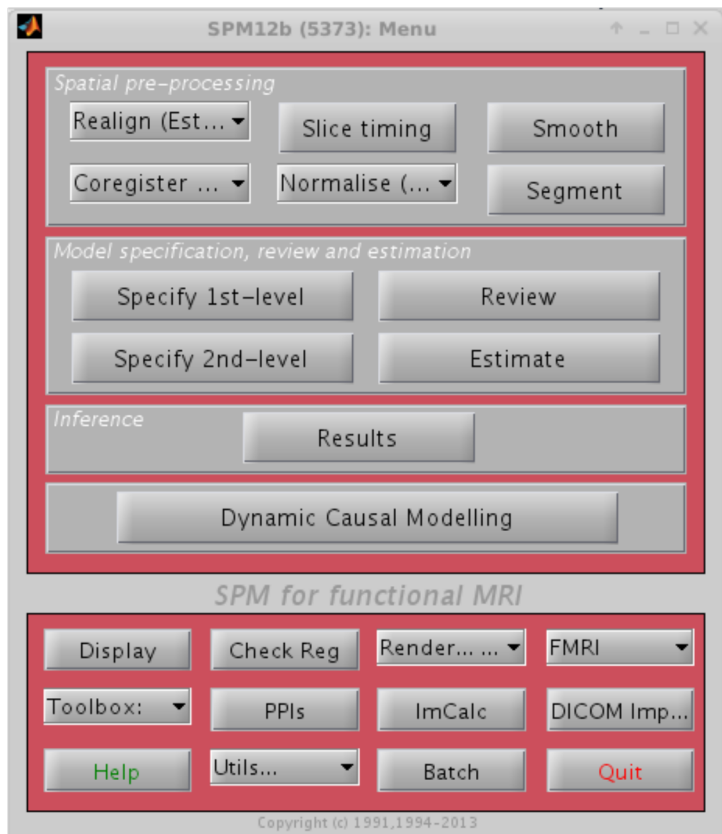 SPM12b (5373): Menu
Spatial pre-processing
Realign (Est... Slice timing Smooth
Coregister ... Normalise (... Segment
Model specification, review and estimation
Specify 1st-level Review
Specify 2nd-level Estimate
Inference
Results
Dynamic Causal Modelling
SPM for functional MRI
Display Check Reg Render... ... FMRI
Toolbox: PPIs ImCalc DICOM Imp...
Help Utils... Batch Quit
Copyright (c) 1991,1994-2013